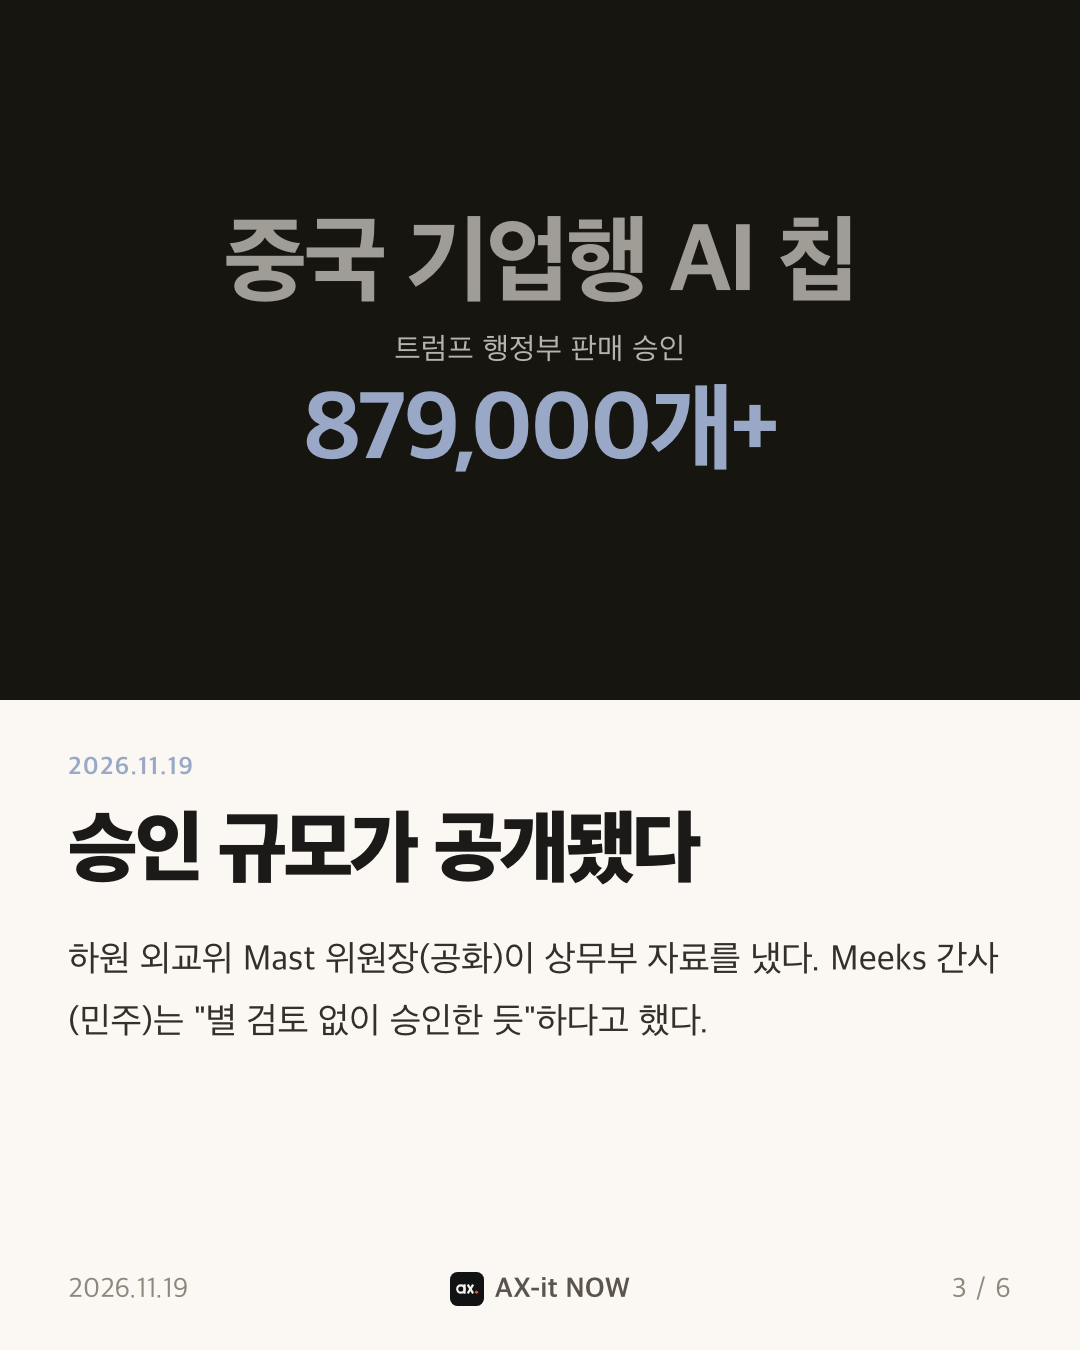 중국 기업행 AI 칩
트럼프 행정부 판매 승인
879,000개+
2026.11.19
승인 규모가 공개됐다
하원 외교위 Mast 위원장(공화)이 상무부 자료를 냈다. Meeks 간사
(민주)는 "별 검토 없이 승인한 듯"하다고 했다.
2026.11.19
ax. AX-it NOW
3 / 6